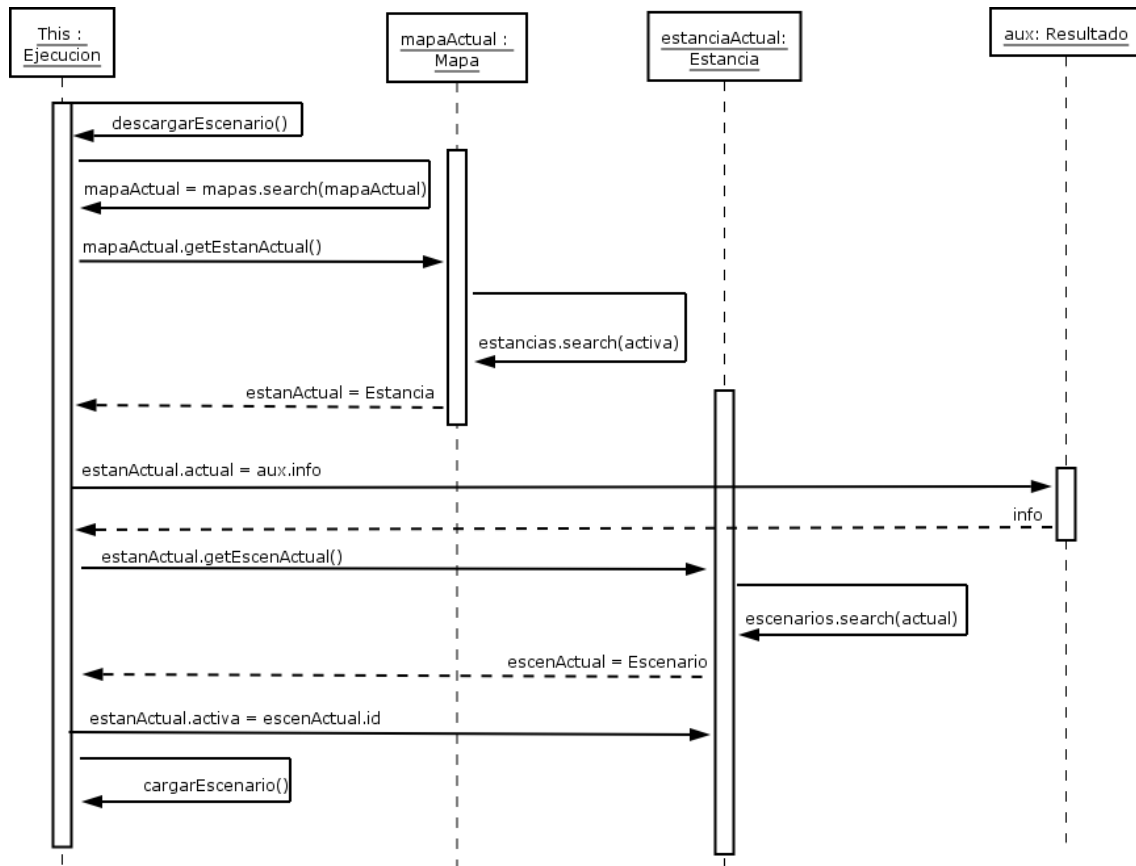 This :
Ejecucion
mapaActual :
Mapa
estanciaActual:
Estancia
aux: Resultado
descargarEscenario()
mapaActual = mapas.search(mapaActual)
mapaActual.getEstanActual()
estancias.search(activa)
estanActual = Estancia
estanActual.actual = aux.info
info
estanActual.getEscenActual()
escenarios.search(actual)
escenActual = Escenario
estanActual.activa = escenActual.id
cargarEscenario()